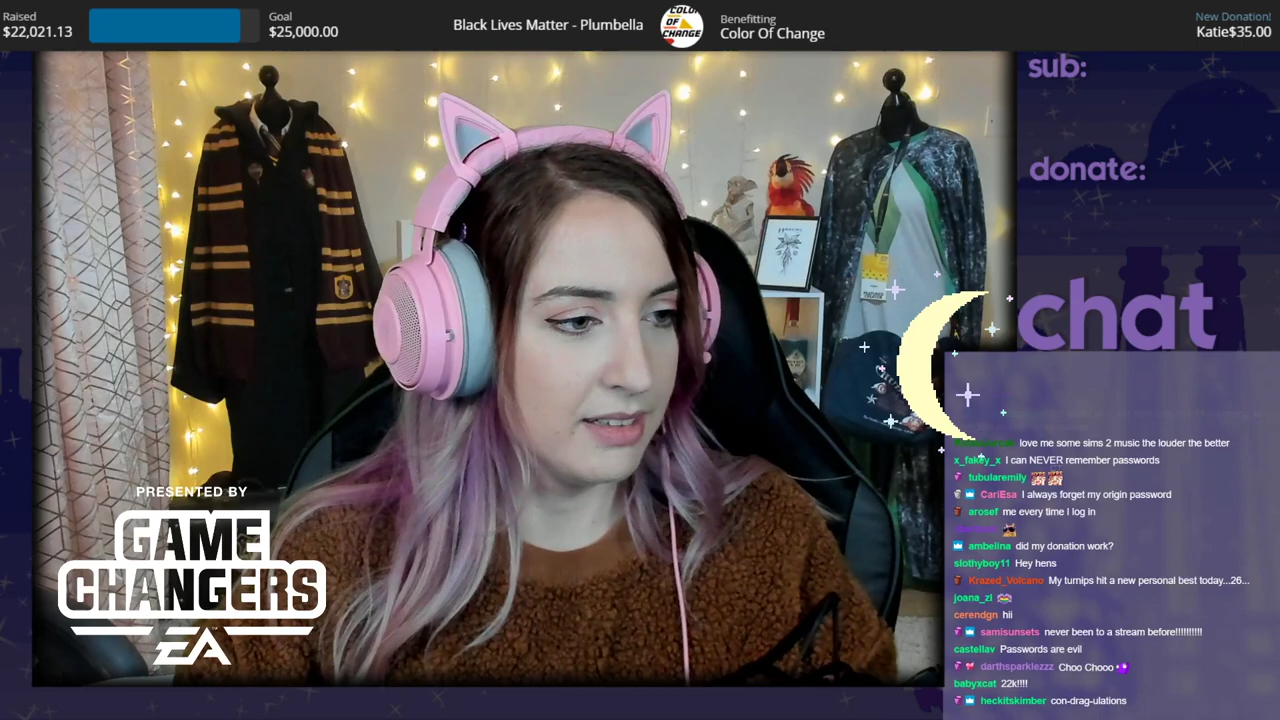 Raised
$22,021.13
Goal
$25,000.00
Black Lives Matter - Plumbella
COLOR
OF
CHANGE
Benefitting
Color Of Change
New Donation!
Katie$35.00
sub:
donate:
chat
love me some sims 2 music the louder the better
x_fakey_x I can NEVER remember passwords
tubularemily
CariEsa I always forget my origin password
arosef me every time I log in
ambelina did my donation work?
slothyboy11 Hey hens
Krazed_Volcano My turnips hit a new personal best today...26...
joana_zl
cerendgn hii
samisunsets never been to a stream before!!!!!!!!!!
castellav Passwords are evil
darthsparklezzz Choo Chooo
babyxcat 22k!!!!
heckitskimber con-drag-ulations
PRESENTED BY
GAME
CHANGERS
EA